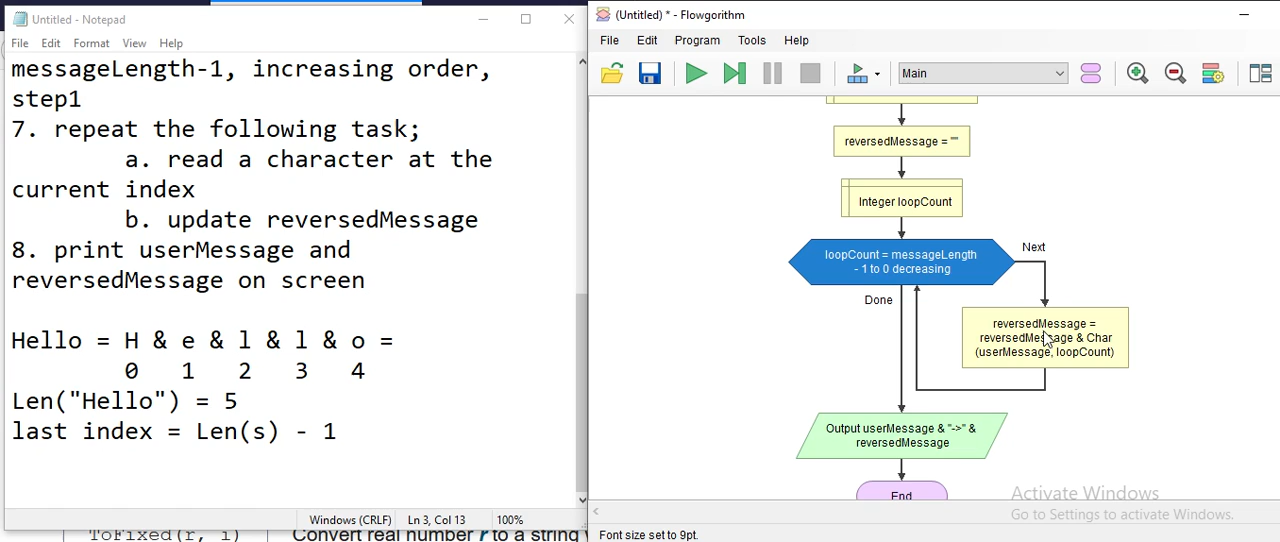 Untitled - Notepad
File Edit Format View Help
messageLength-1, increasing order,
step1
7. repeat the following task;
a. read a character at the
current index
b. update reversedMessage
8. print userMessage and
reversedMessage on screen
Hello = H & e & l & l & o =
0 1 2 3 4
Len("Hello") = 5
last index = Len(s) - 1
Windows (CRLF) Ln 3, Col 13 100%
ToFixed(r, i) Convert real number r to a string
(Untitled) * - Flowgorithm
File Edit Program Tools Help
Main
reversedMessage = ""
Integer loopCount
loopCount = messageLength
- 1 to 0 decreasing
Next
Done
reversedMessage =
reversedMessage & Char
(userMessage, loopCount)
Output userMessage & "->" &
reversedMessage
End
Activate Windows
Go to Settings to activate Windows.
Font size set to 9pt.